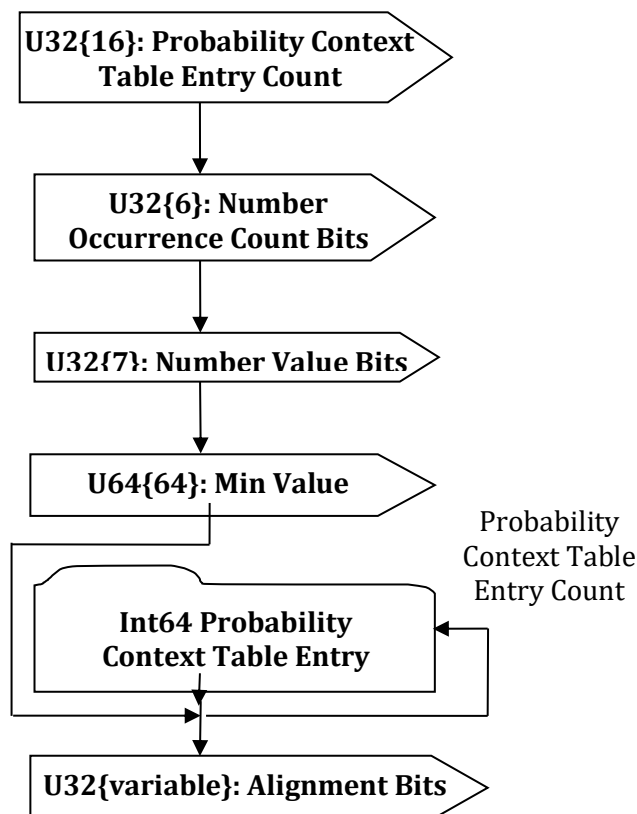 U32{16}: Probability Context
Table Entry Count
U32{6}: Number
Occurrence Count Bits
U32{7}: Number Value Bits
U64{64}: Min Value
Probability
Context Table
Entry Count
Int64 Probability
Context Table Entry
U32{variable}: Alignment Bits